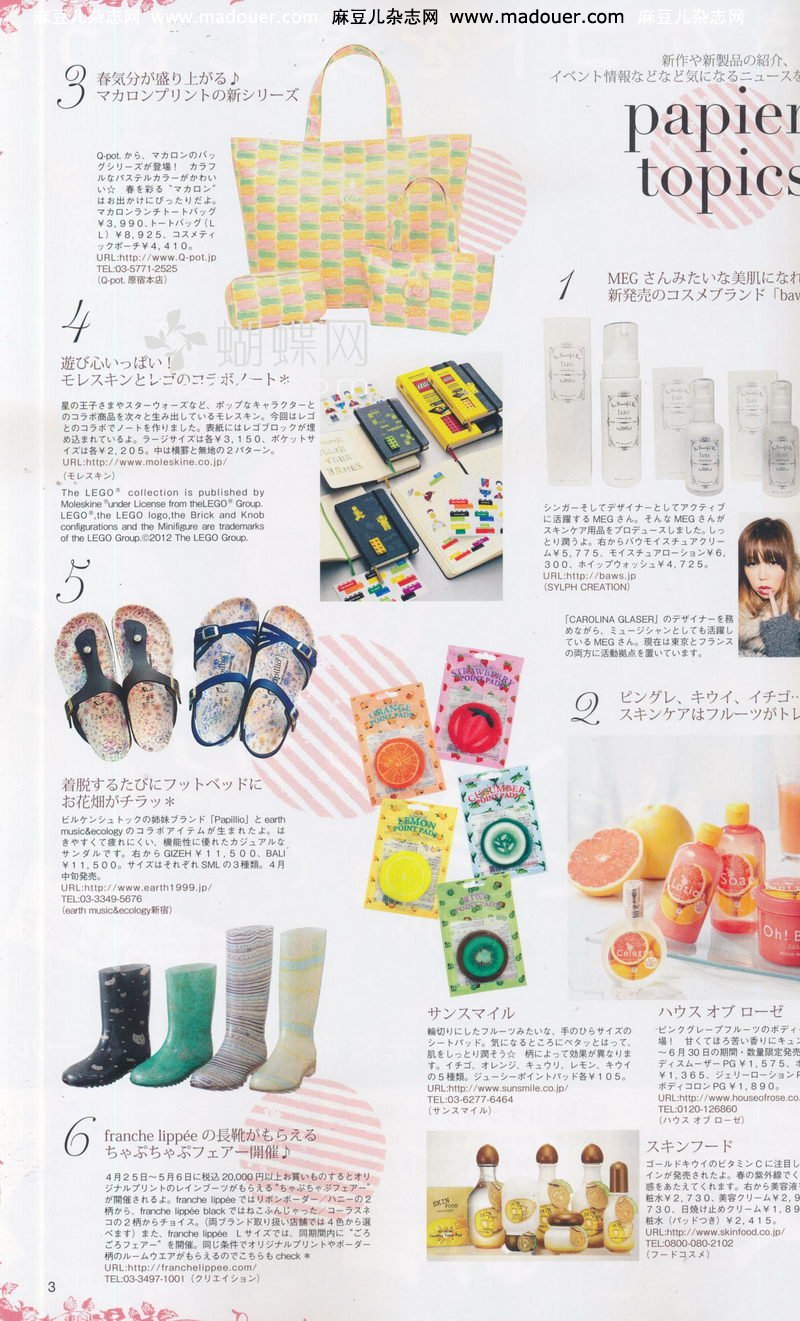 麻豆儿杂志网 www.madouer.com 麻豆儿杂志网 www.madouer.com 麻豆儿杂志网
新作や新製品の紹介、
イベント情報などなど気になるニュースを
papier
topics
3
春気分が盛り上がる♪
マカロンプリントの新シリーズ
Q-pot. から、マカロンのバッ
グシリーズが登場！ カラフ
ルなパステルカラーがかわい
い☆ 春を彩る“マカロン”
はお出かけにぴったりだよ。
マカロンランチトートバッグ
¥3,990、トートバッグ（L
L）¥8,925、コスメティ
ックポーチ¥4,410。
URL:http://www.Q-pot.jp
TEL:03-5771-2525
（Q-pot. 原宿本店）
蝴蝶网
4
遊び心いっぱい！
モレスキンとレゴのコラボノート＊
星の王子さまやスターウォーズなど、ポップなキャラクターと
のコラボ商品を次々と生み出しているモレスキン。今回はレゴ
とのコラボでノートを作りました。表紙にはレゴブロックが埋
め込まれているよ。ラージサイズは各¥3,150、ポケットサ
イズは各¥2,205。中は横罫と無地の2パターン。
URL:http://www.moleskine.co.jp/
（モレスキン）
The LEGO® collection is published by
Moleskine®under License from theLEGO® Group.
LEGO®,the LEGO logo,the Brick and Knob
configurations and the Minifigure are trademarks
of the LEGO Group.©2012 The LEGO Group.
1
MEG さんみたいな美肌になれ
新発売のコスメブランド「baw
baw
baw
baw
baw
シンガーそしてデザイナーとしてアクティブ
に活躍する MEG さん。そんな MEG さんが
スキンケア用品をプロデュースしました。しっ
とり潤うよ。右からバウモイスチュアクリー
ム¥5,775、モイスチュアローション¥6,
300、ホイップウォッシュ¥4,725。
URL:http://baws.jp
（SYLPH CREATION）
「CAROLINA GLASER」のデザイナーを務
めながら、ミュージシャンとしても活躍し
ている MEG さん。現在は東京とフランス
の両方に活動拠点を置いています。
5
Papillio
着脱するたびにフットベッドに
お花畑がチラッ＊
ビルケンシュトックの姉妹ブランド「Papillio」と earth
music&ecology のコラボアイテムが生まれたよ。は
きやすくて疲れにくい、機能性に優れたカジュアルな
サンダルです。右から GIZEH ¥11,500、BALI
¥11,500。サイズはそれぞれ SML の3種類。4月
中旬発売。
URL:http://www.earth1999.jp/
TEL:03-3349-5676
（earth music&ecology新宿）
2
ピングレ、キウイ、イチゴ…
スキンケアはフルーツがトレ
STRAWBERRY
POINT PADS
ORANGE
POINT PADS
CUCUMBER
POINT PADS
LEMON
POINT PADS
KIWI
POINT PADS
Lotion
Soap
Cologne
Oh! B
サンスマイル
輪切りにしたフルーツみたいな、手のひらサイズの
シートパッド。気になるところにペタッとはって、
肌をしっとり潤そう☆ 柄によって効果が異なりま
す。イチゴ、オレンジ、キュウリ、レモン、キウイ
の5種類。ジューシーポイントパッド各¥105。
URL:http://www.sunsmile.co.jp/
TEL:03-6277-6464
（サンスマイル）
ハウス オブ ローゼ
ピンクグレープフルーツのボディ
場！ 甘くてほろ苦い香りにキュン
～6月30日の期間・数量限定発売
ディスムーザー PG ¥1,575、ボ
¥1,365、ジェリーローション P
ボディコロン PG ¥1,890。
URL:http://www.houseofrose.co.
TEL:0120-126860
（ハウス オブ ローゼ）
6
franche lippée の長靴がもらえる
ちゃぷちゃぷフェアー開催♪
4月25日～5月6日に税込 20,000 円以上お買いものするとオリ
ジナルプリントのレインブーツがもらえる“ちゃぷちゃぷフェアー”
が開催されるよ。franche lippée ではリボンボーダー／ハニーの2
柄から、franche lippée black ではねこふんじゃった／コーラスネ
コの2柄からチョイス。（両ブランド取り扱い店舗では4色から選
べます）また、franche lippée Lサイズでは、同期間内に“ごろ
ごろフェアー”を開催。同じ条件でオリジナルプリントやボーダー
柄のルームウエアがもらえるのでこちらも check ＊
URL:http://franchelippee.com/
TEL:03-3497-1001（クリエイション）
SKIN
FOOD
スキンフード
ゴールドキウイのビタミンCに注目し
インが発売されたよ。春の紫外線でく
感をあたえてくれます。右から美容液
粧水¥2,730、美容クリーム¥2,9
730、日焼け止めクリーム¥1,89
粧水（パッドつき）¥2,415。
URL:http://www.skinfood.co.jp/
TEL:0800-080-2102
（フードコスメ）
3